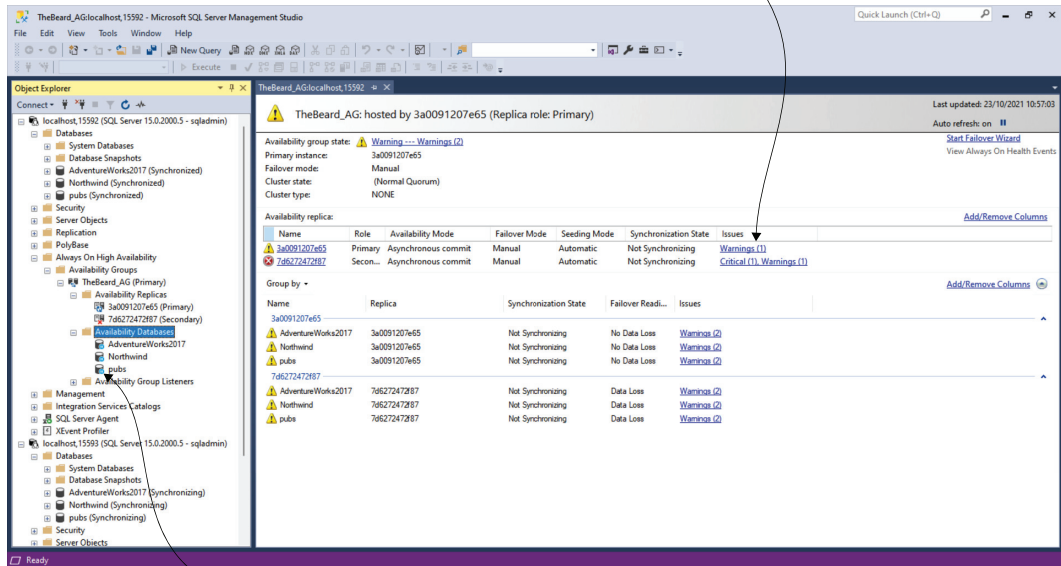 TheBeard_AG:localhost,15592 - Microsoft SQL Server Management Studio
Quick Launch (Ctrl+Q)
File Edit View Tools Window Help
New Query
Execute
Object Explorer
Connect
localhost,15592 (SQL Server 15.0.2000.5 - sqladmin)
Databases
System Databases
Database Snapshots
AdventureWorks2017 (Synchronized)
Northwind (Synchronized)
pubs (Synchronized)
Security
Server Objects
Replication
PolyBase
Always On High Availability
Availability Groups
TheBeard_AG (Primary)
Availability Replicas
3a0091207e65 (Primary)
7d6272472f87 (Secondary)
Availability Databases
AdventureWorks2017
Northwind
pubs
Availability Group Listeners
Management
Integration Services Catalogs
SQL Server Agent
XEvent Profiler
localhost,15593 (SQL Server 15.0.2000.5 - sqladmin)
Databases
System Databases
Database Snapshots
AdventureWorks2017 (Synchronizing)
Northwind (Synchronizing)
pubs (Synchronizing)
Security
Server Objects
TheBeard_AG:localhost,15592
TheBeard_AG: hosted by 3a0091207e65 (Replica role: Primary)
Last updated: 23/10/2021 10:57:03
Auto refresh: on
Availability group state: Warning --- Warnings (2)
Start Failover Wizard
Primary instance: 3a0091207e65
View Always On Health Events
Failover mode: Manual
Cluster state: (Normal Quorum)
Cluster type: NONE
Availability replica:
Add/Remove Columns
Name Role Availability Mode Failover Mode Seeding Mode Synchronization State Issues
3a0091207e65 Primary Asynchronous commit Manual Automatic Not Synchronizing Warnings (1)
7d6272472f87 Secon... Asynchronous commit Manual Automatic Not Synchronizing Critical (1), Warnings (1)
Group by
Add/Remove Columns
Name Replica Synchronization State Failover Readi... Issues
3a0091207e65
AdventureWorks2017 3a0091207e65 Not Synchronizing No Data Loss Warnings (2)
Northwind 3a0091207e65 Not Synchronizing No Data Loss Warnings (2)
pubs 3a0091207e65 Not Synchronizing No Data Loss Warnings (2)
7d6272472f87
AdventureWorks2017 7d6272472f87 Not Synchronizing Data Loss Warnings (2)
Northwind 7d6272472f87 Not Synchronizing Data Loss Warnings (2)
pubs 7d6272472f87 Not Synchronizing Data Loss Warnings (2)
Ready